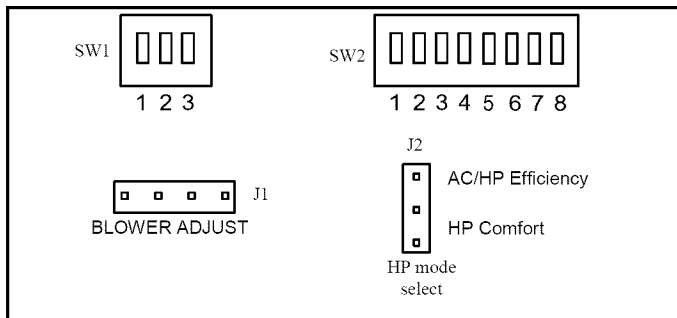 SW1
1 2 3
SW2
1 2 3 4 5 6 7 8
J1
BLOWER ADJUST
J2
AC/HP Efficiency
HP Comfort
HP mode
select